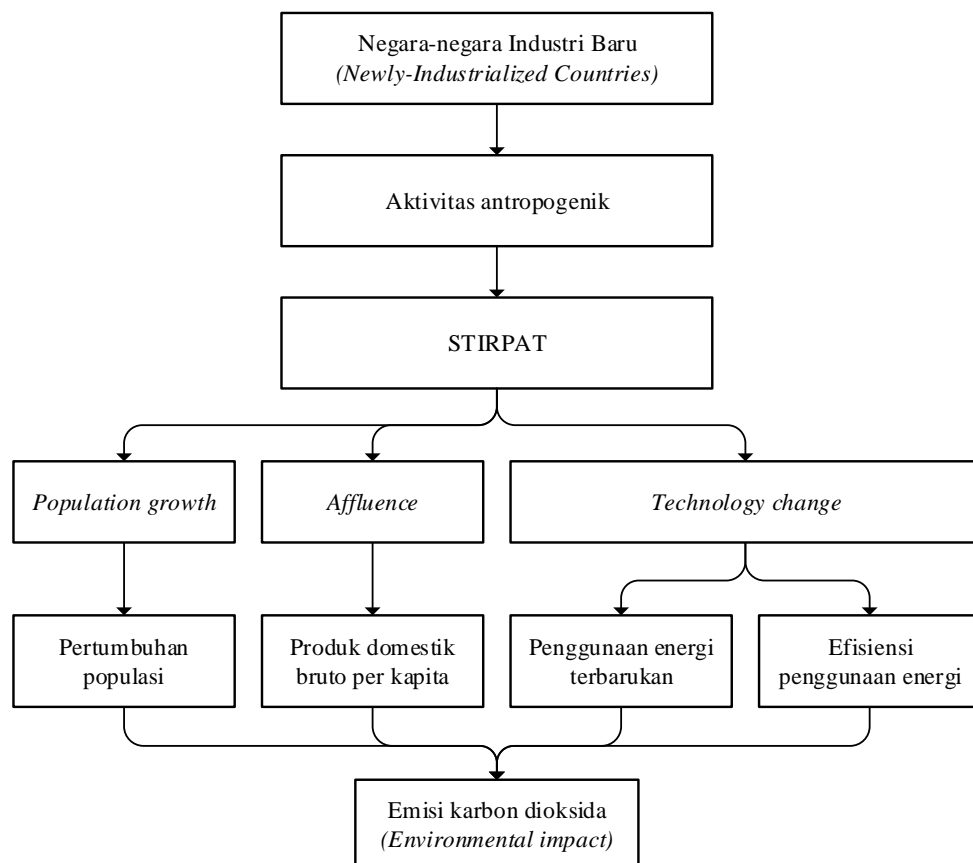 Negara-negara Industri Baru
(Newly-Industrialized Countries)
Aktivitas antropogenik
STIRPAT
Population growth
Affluence
Technology change
Pertumbuhan
populasi
Produk domestik
bruto per kapita
Penggunaan energi
terbarukan
Efisiensi
penggunaan energi
Emisi karbon dioksida
(Environmental impact)